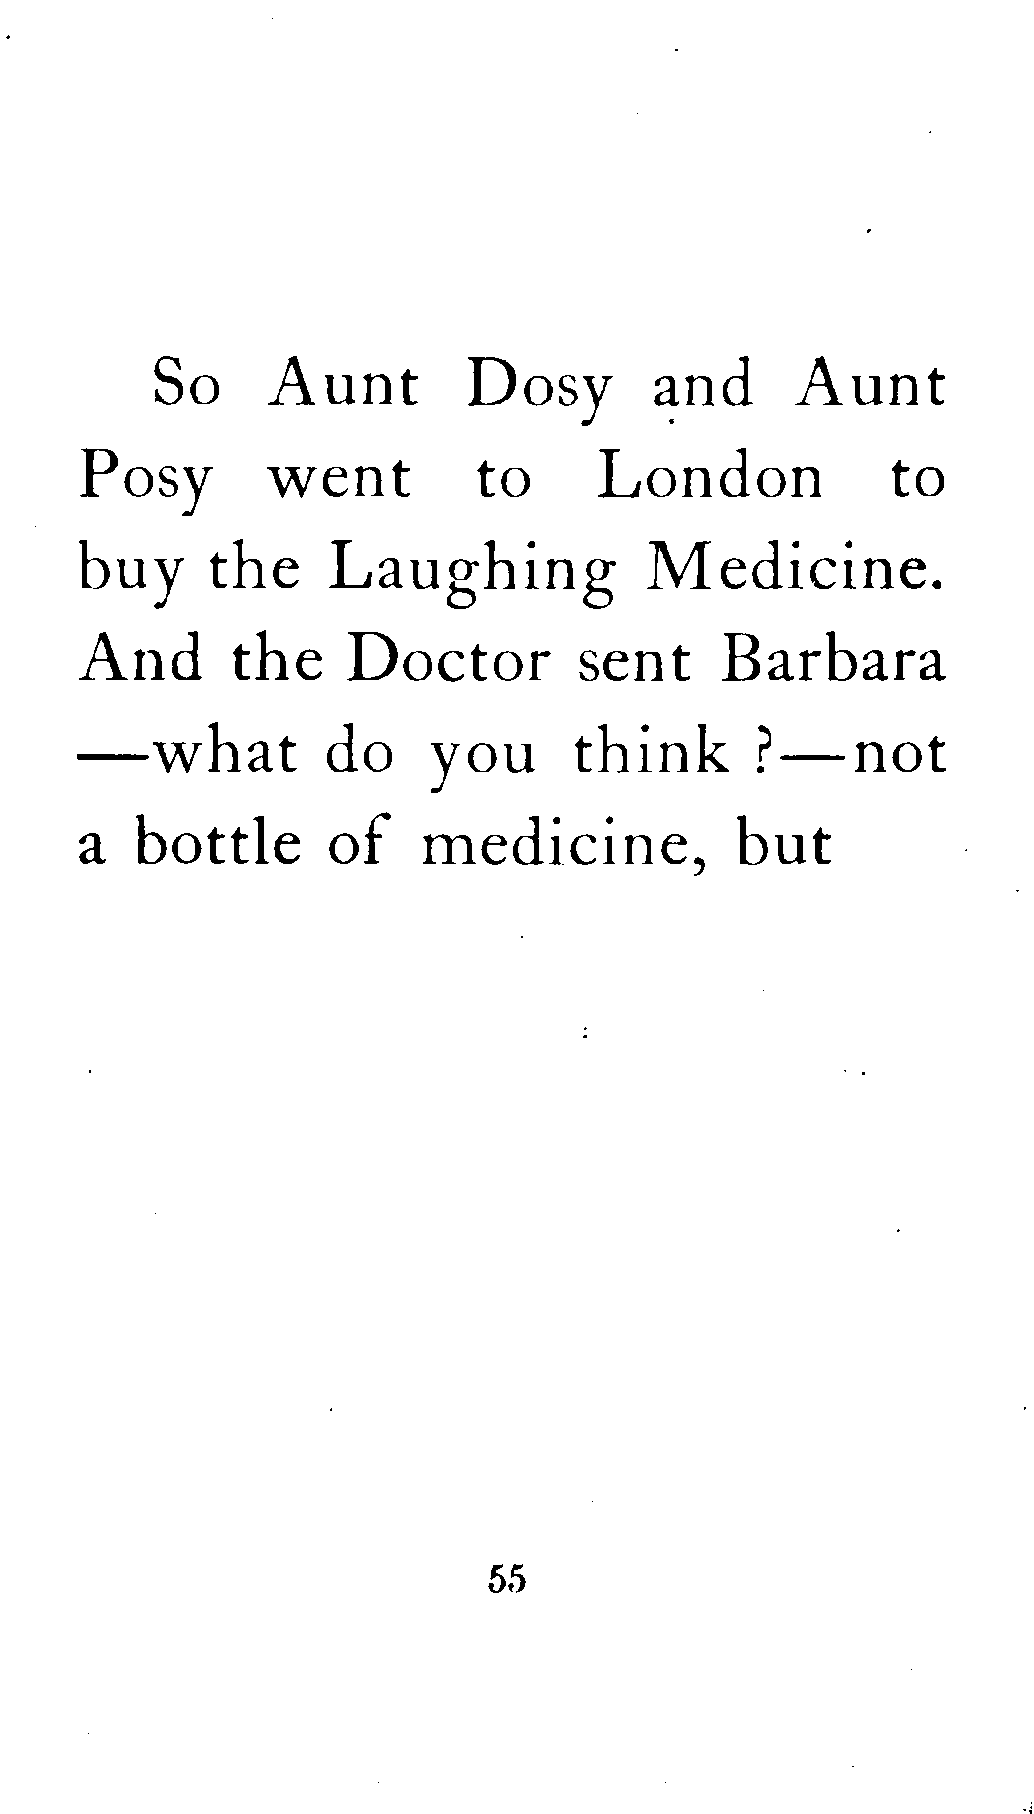 So Aunt Dosy and Aunt
Posy went to London to
buy the Laughing Medicine.
And the Doctor sent Barbara
—what do you think ?—not
a bottle of medicine, but
55